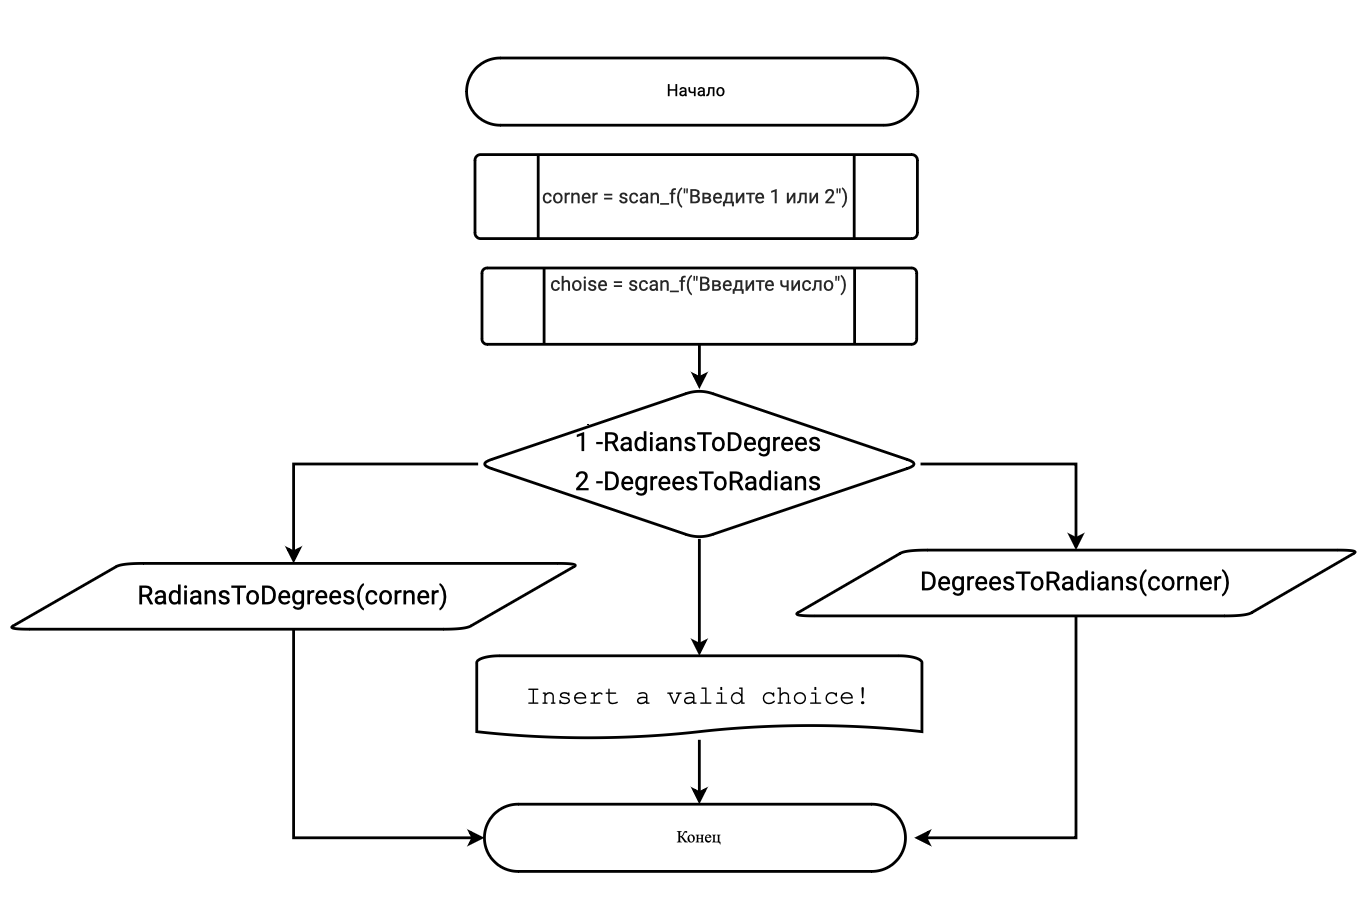 Начало
corner = scan_f("Введите 1 или 2")
choise = scan_f("Введите число")
1 -RadiansToDegrees
2 -DegreesToRadians
RadiansToDegrees(corner)
DegreesToRadians(corner)
Insert a valid choice!
Конец